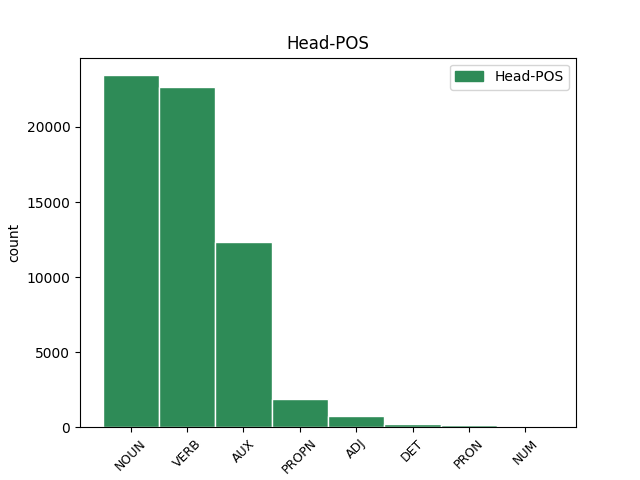 Head-POS
Head-POS
20000
15000
10000
5000
0
count
NOUN VERB AUX PROPN ADJ DET PRON NUM